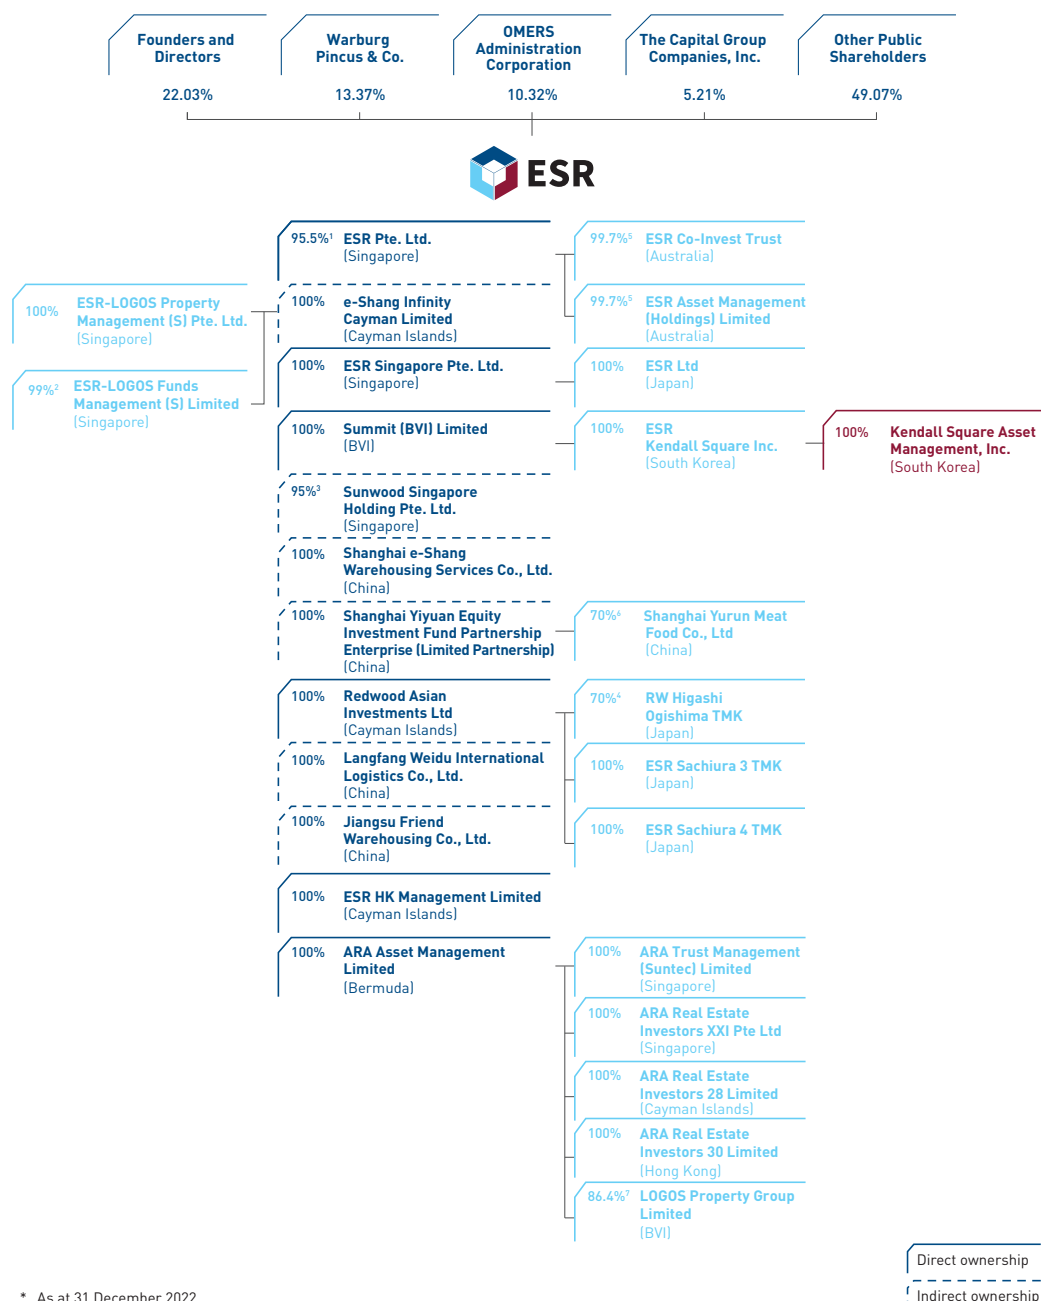 Founders and
Directors
22.03%
Warburg
Pincus & Co.
13.37%
OMERS
Administration
Corporation
10.32%
The Capital Group
Companies, Inc.
5.21%
Other Public
Shareholders
49.07%
ESR
100%
ESR-LOGOS Property
Management (S) Pte. Ltd.
(Singapore)
99%2
ESR-LOGOS Funds
Management (S) Limited
(Singapore)
95.5%1
ESR Pte. Ltd.
(Singapore)
99.7%5
ESR Co-Invest Trust
(Australia)
100%
e-Shang Infinity
Cayman Limited
(Cayman Islands)
99.7%5
ESR Asset Management
(Holdings) Limited
(Australia)
100%
ESR Singapore Pte. Ltd.
(Singapore)
100%
ESR Ltd
(Japan)
100%
Summit (BVI) Limited
(BVI)
100%
ESR
Kendall Square Inc.
(South Korea)
100%
Kendall Square Asset
Management, Inc.
(South Korea)
95%3
Sunwood Singapore
Holding Pte. Ltd.
(Singapore)
100%
Shanghai e-Shang
Warehousing Services Co., Ltd.
(China)
100%
Shanghai Yiyuan Equity
Investment Fund Partnership
Enterprise (Limited Partnership)
(China)
70%6
Shanghai Yurun Meat
Food Co., Ltd
(China)
100%
Redwood Asian
Investments Ltd
(Cayman Islands)
70%4
RW Higashi
Ogishima TMK
(Japan)
100%
Langfang Weidu International
Logistics Co., Ltd.
(China)
100%
ESR Sachiura 3 TMK
(Japan)
100%
Jiangsu Friend
Warehousing Co., Ltd.
(China)
100%
ESR Sachiura 4 TMK
(Japan)
100%
ESR HK Management Limited
(Cayman Islands)
100%
ARA Asset Management
Limited
(Bermuda)
100%
ARA Trust Management
(Suntec) Limited
(Singapore)
100%
ARA Real Estate
Investors XXI Pte Ltd
(Singapore)
100%
ARA Real Estate
Investors 28 Limited
(Cayman Islands)
100%
ARA Real Estate
Investors 30 Limited
(Hong Kong)
86.4%7
LOGOS Property Group
Limited
(BVI)
Direct ownership
Indirect ownership
* As at 31 December 2022